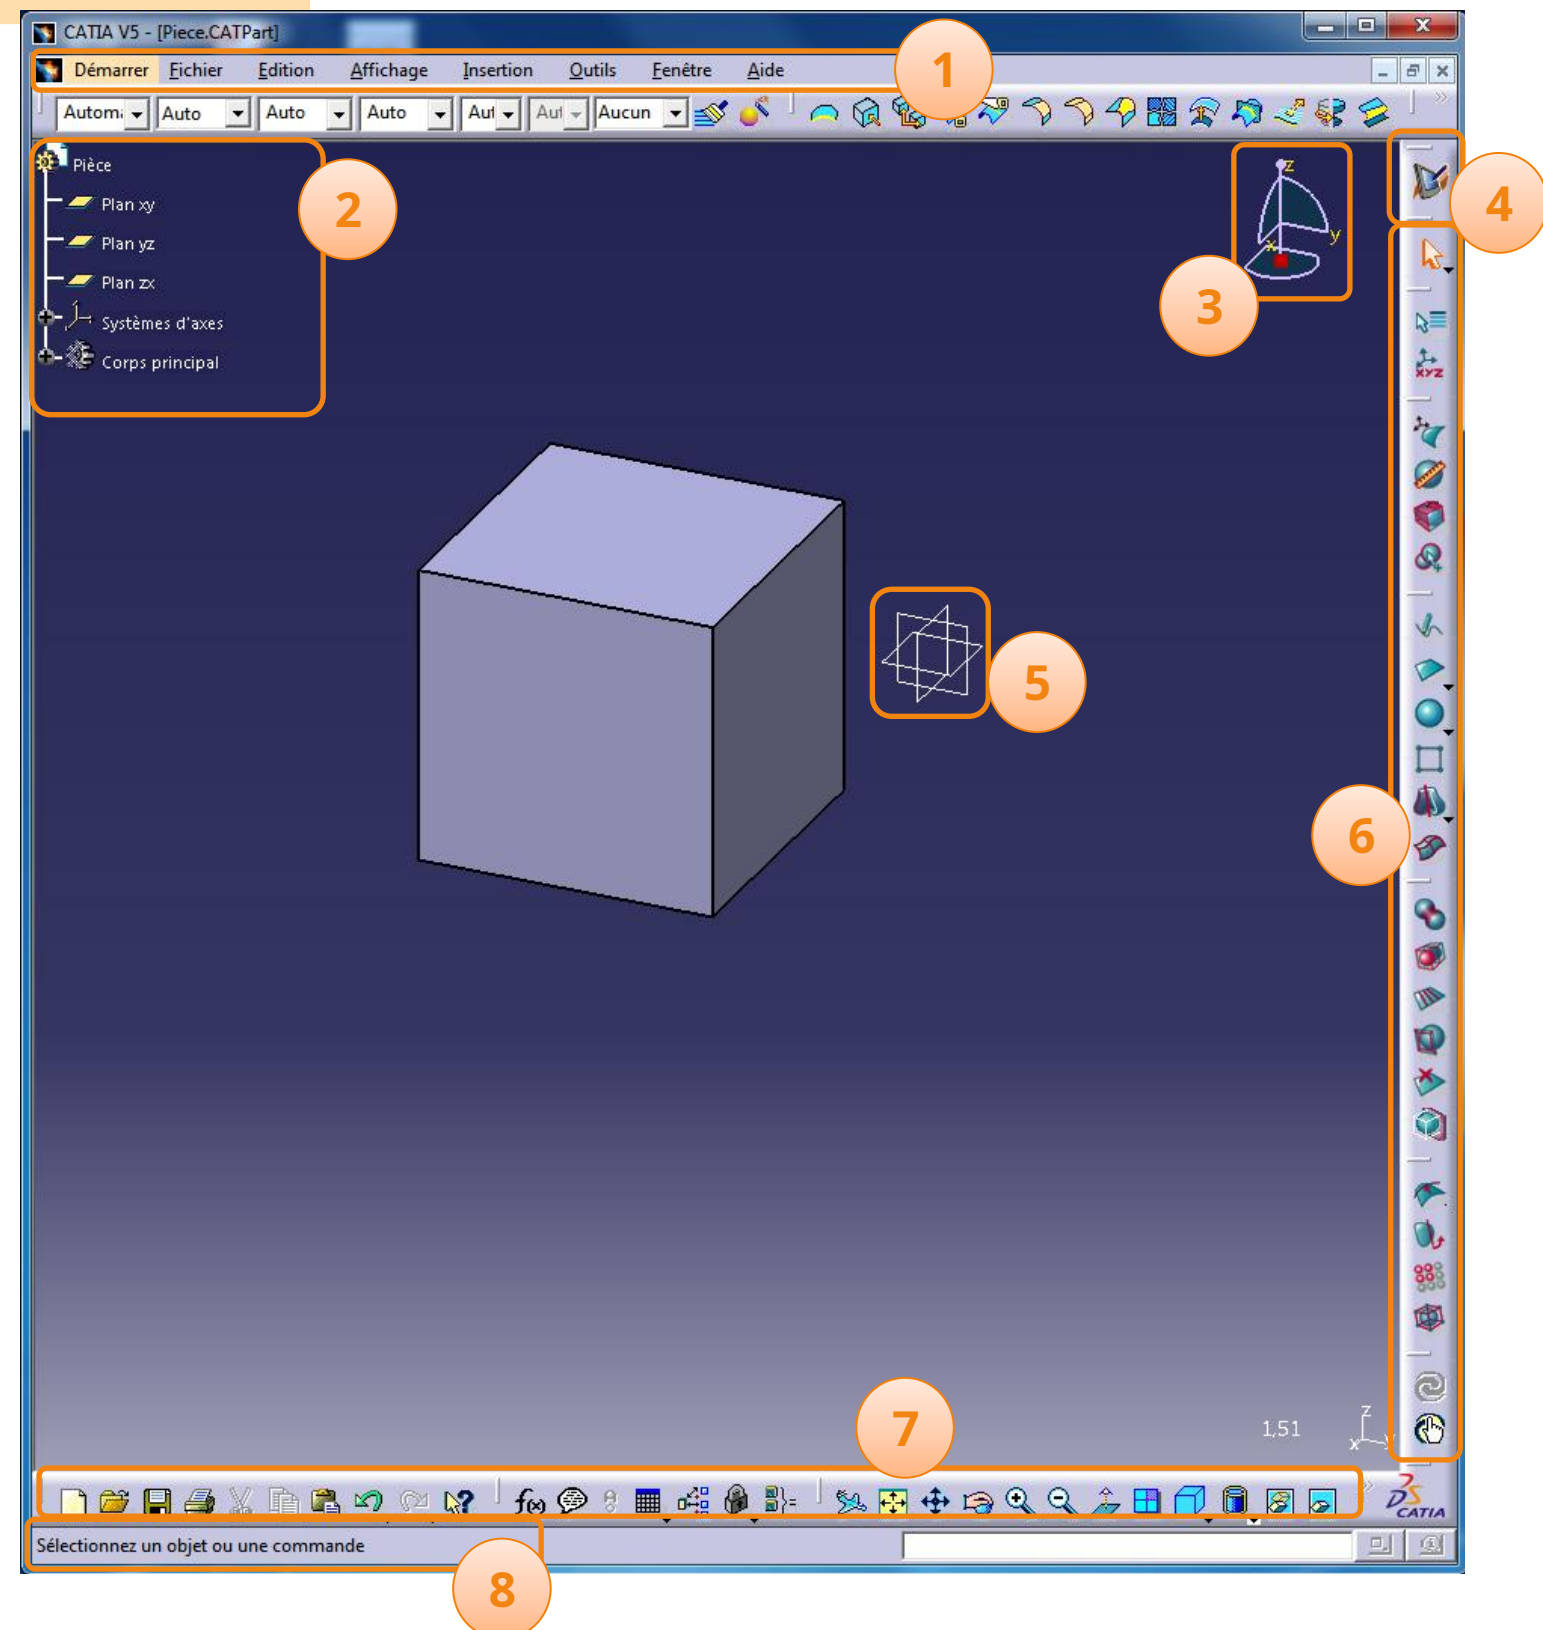 CATIA V5 - [Piece.CATPart]
Démarrer Fichier Edition Affichage Insertion Outils Fenêtre Aide
1
Automa Auto Auto Auto Aut Aut Aucun
Pièce
Plan xy
Plan yz
Plan zx
Systèmes d'axes
Corps principal
2
z
y
x
3
4
XYZ
5
6
7
1,51
z
x y
f(x)
CATIA
Sélectionnez un objet ou une commande
8